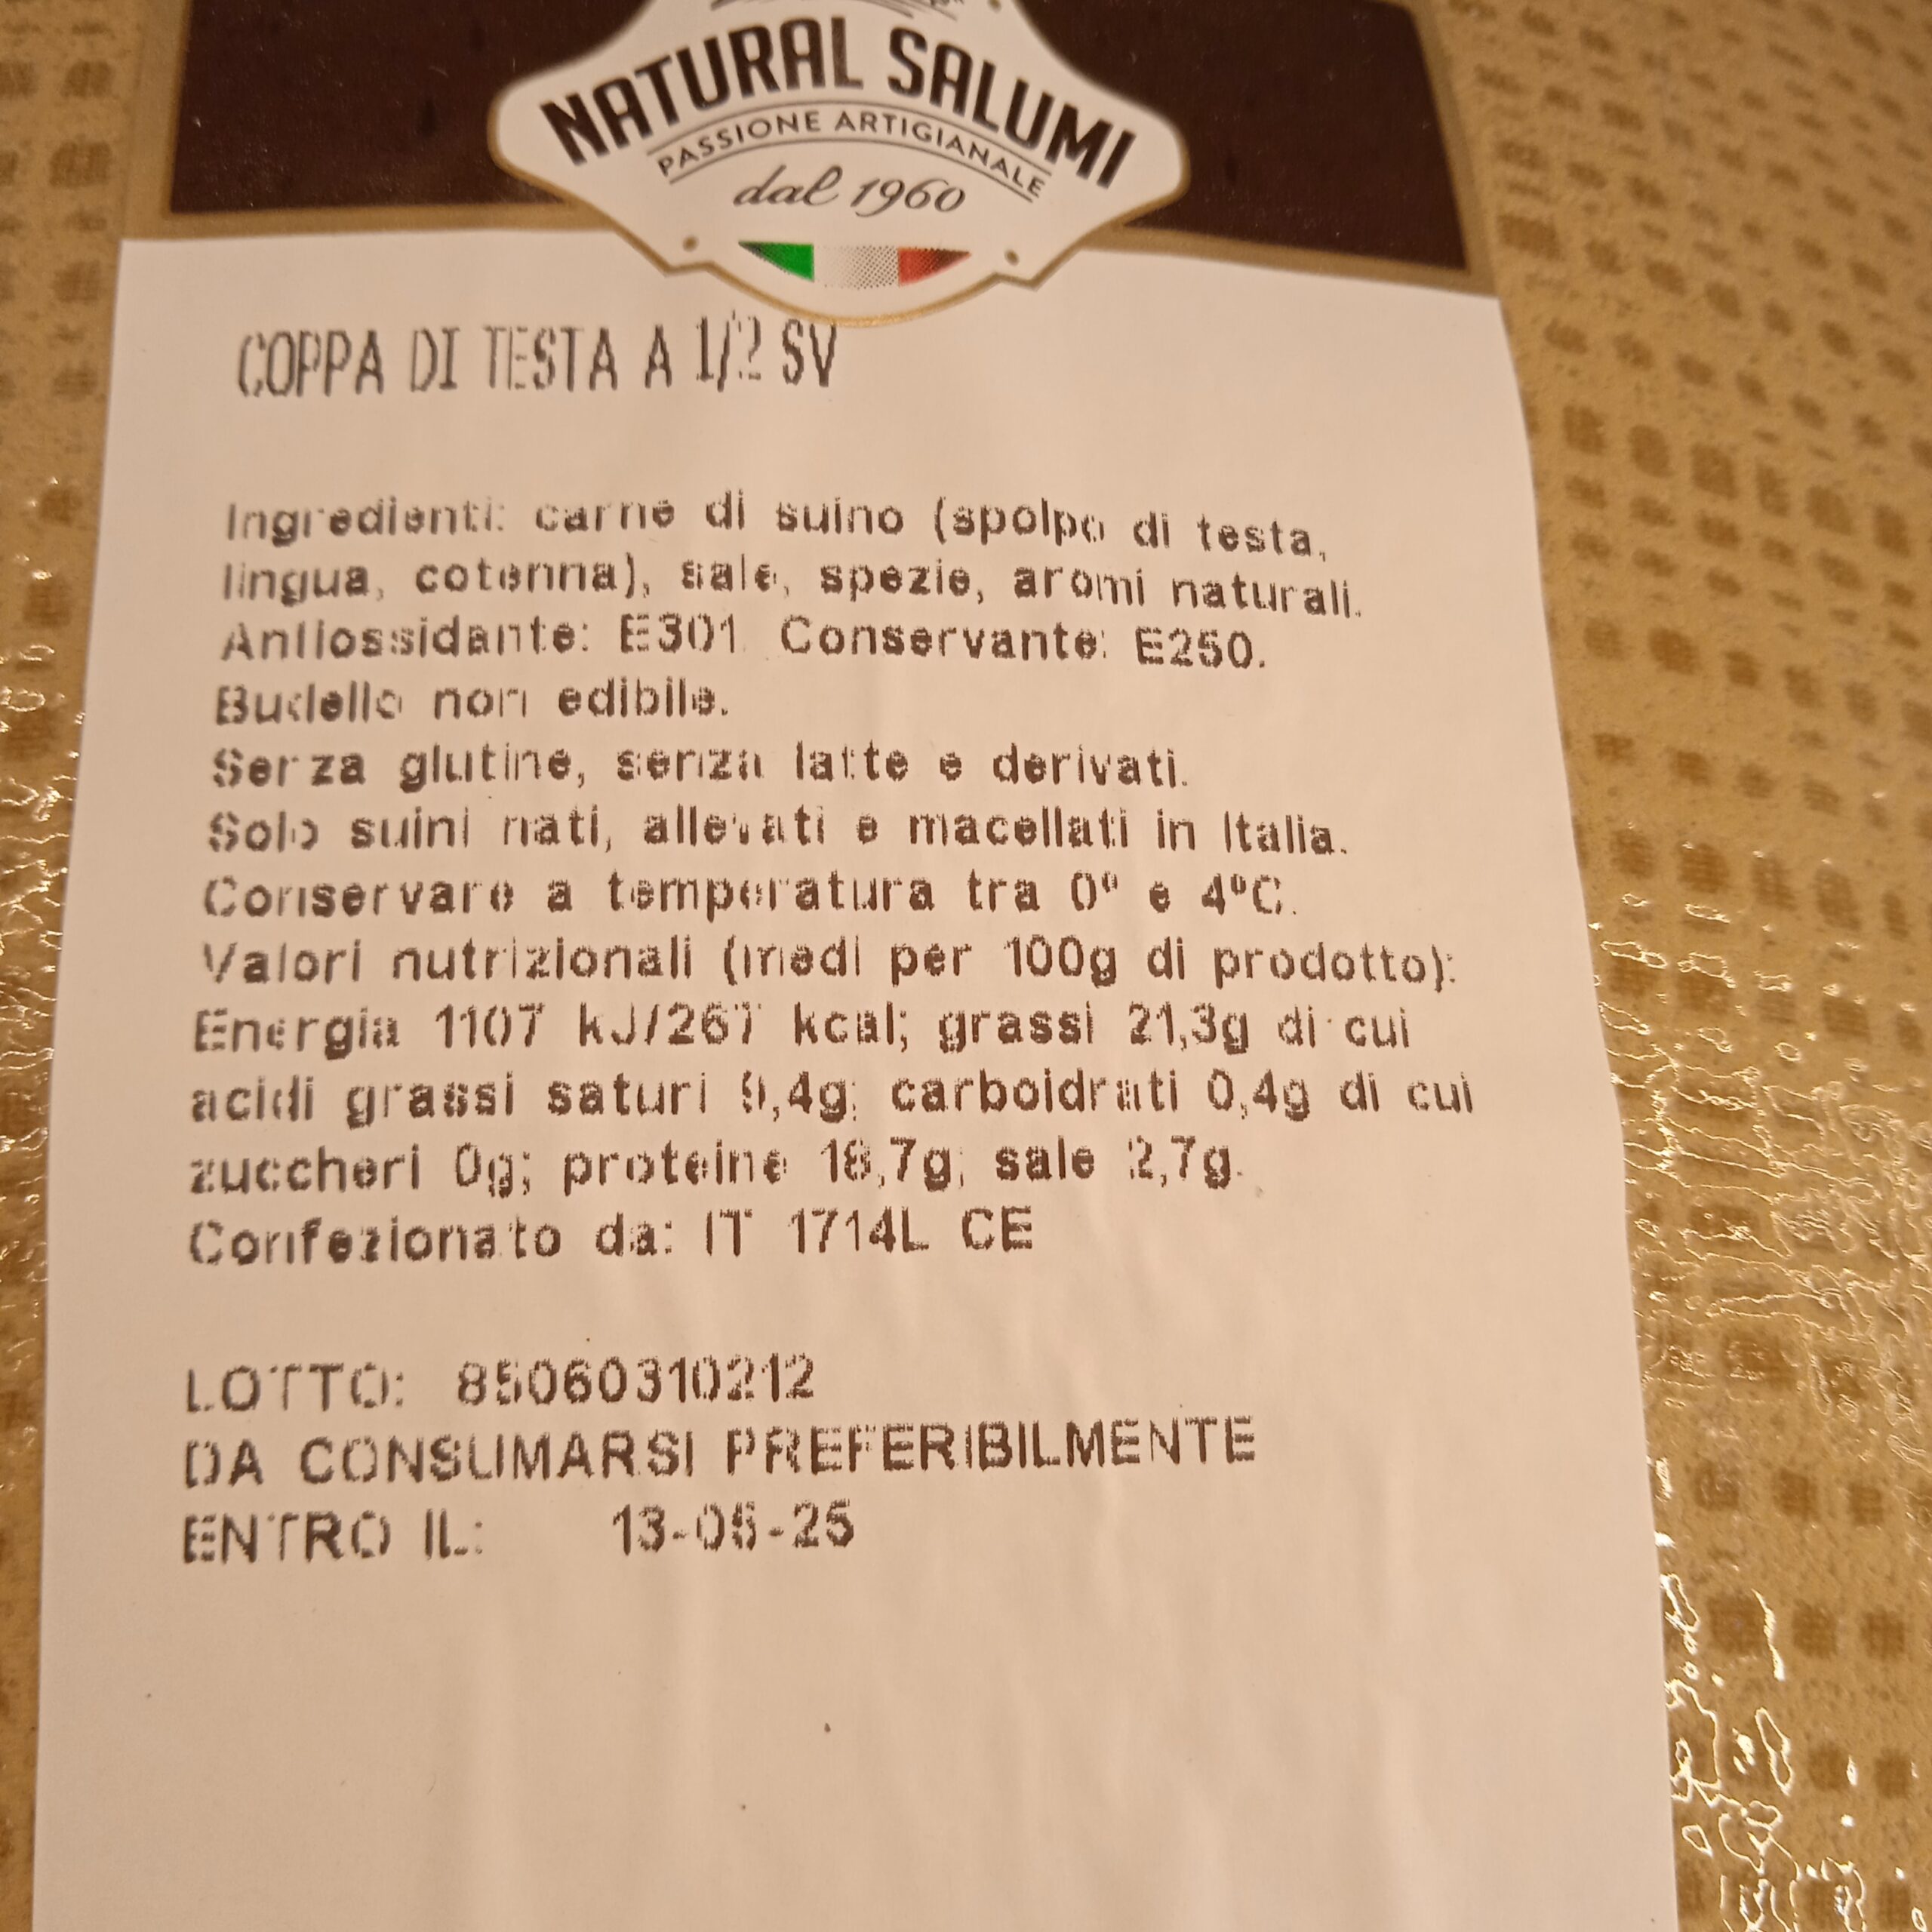 NATURAL SALUMI
PASSIONE ARTIGIANALE
dal 1960
COPPA DI TESTA A 1/2 SV
Ingredienti: carne di suino (spolpo di testa,
lingua, cotenna), sale, spezie, aromi naturali.
Antiossidante: E301. Conservante: E250.
Budello non edibile.
Senza glutine, senza latte e derivati.
Solo suini nati, allevati e macellati in Italia.
Conservare a temperatura tra 0° e 4°C.
Valori nutrizionali (medi per 100g di prodotto):
Energia 1107 kJ/267 kcal; grassi 21,3g di cui
acidi grassi saturi 9,4g; carboidrati 0,4g di cui
zuccheri 0g; proteine 18,7g; sale 2,7g.
Confezionato da: IT 1714L CE
LOTTO: 85060310212
DA CONSUMARSI PREFERIBILMENTE
ENTRO IL: